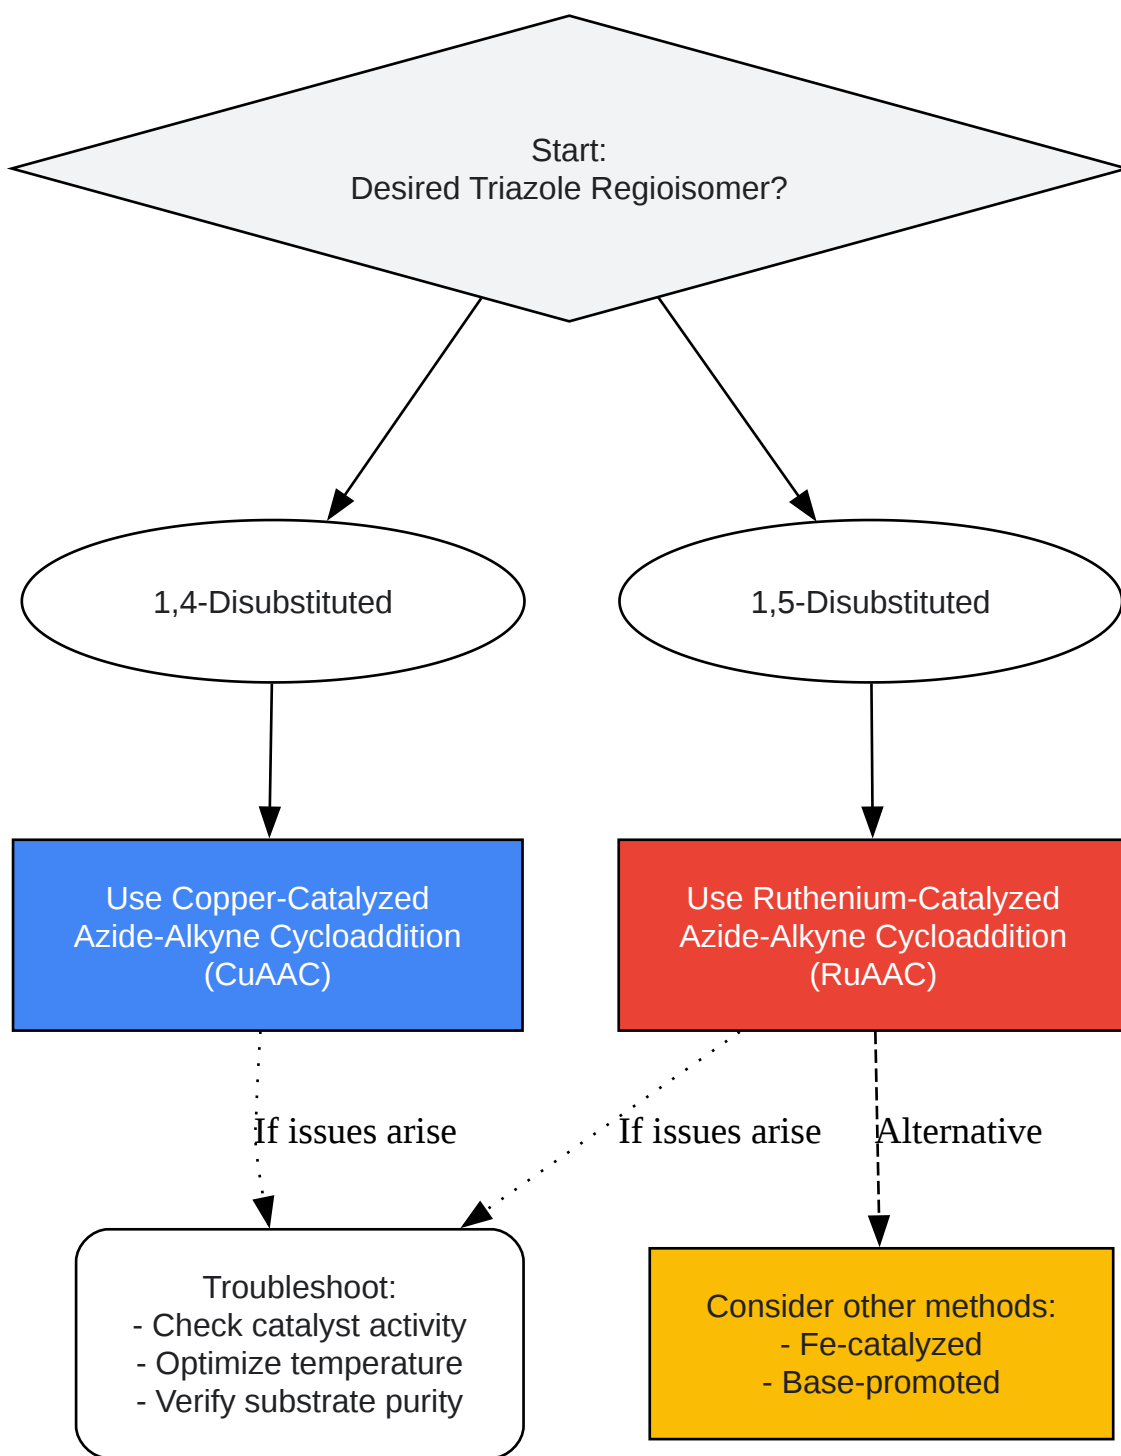 Start:
Desired Triazole Regioisomer?
1,4-Disubstituted
1,5-Disubstituted
Use Copper-Catalyzed
Azide-Alkyne Cycloaddition
(CuAAC)
Use Ruthenium-Catalyzed
Azide-Alkyne Cycloaddition
(RuAAC)
If issues arise
If issues arise
Alternative
Troubleshoot:
- Check catalyst activity
- Optimize temperature
- Verify substrate purity
Consider other methods:
- Fe-catalyzed
- Base-promoted